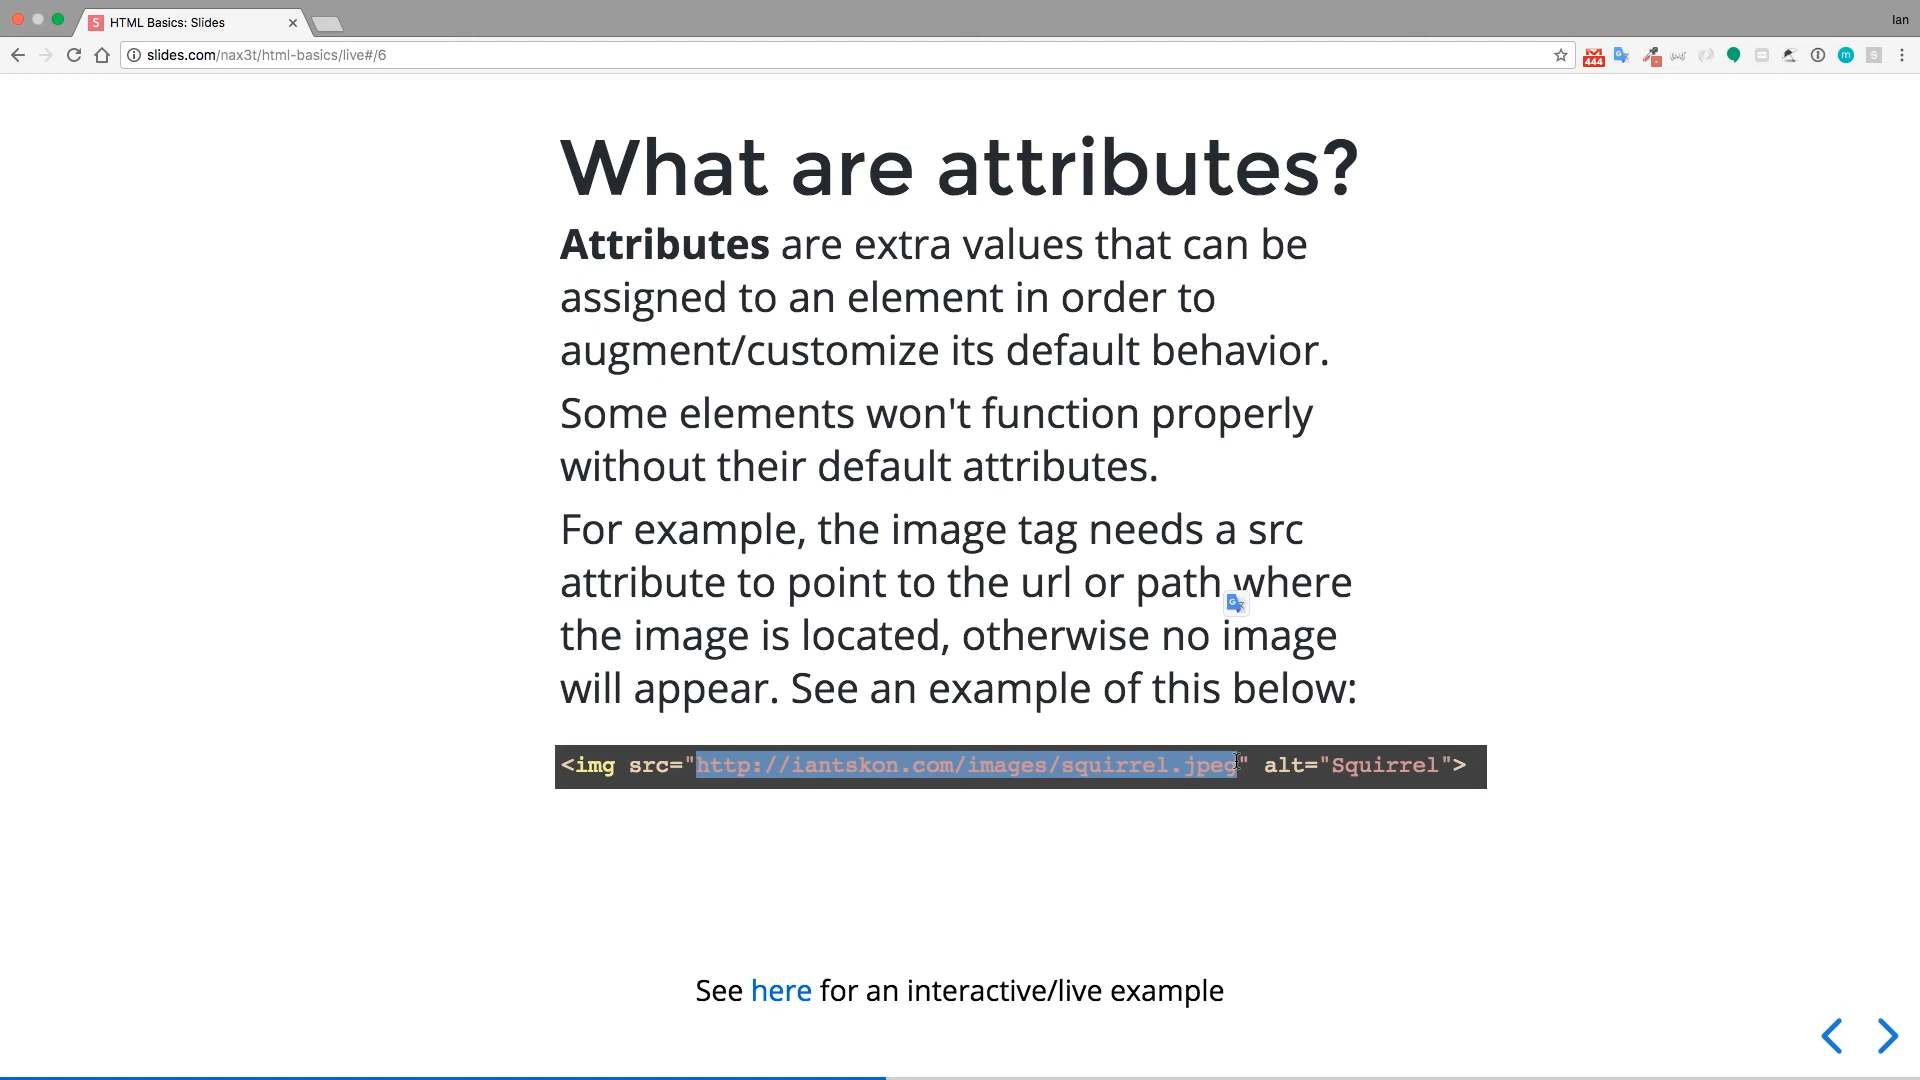 HTML Basics: Slides
Ian
slides.com/nax3t/html-basics/live#/6
444
What are attributes?
Attributes are extra values that can be
assigned to an element in order to
augment/customize its default behavior.
Some elements won't function properly
without their default attributes.
For example, the image tag needs a src
attribute to point to the url or path where
the image is located, otherwise no image
will appear. See an example of this below:
<img src="http://iantskon.com/images/squirrel.jpeg" alt="Squirrel">
See here for an interactive/live example